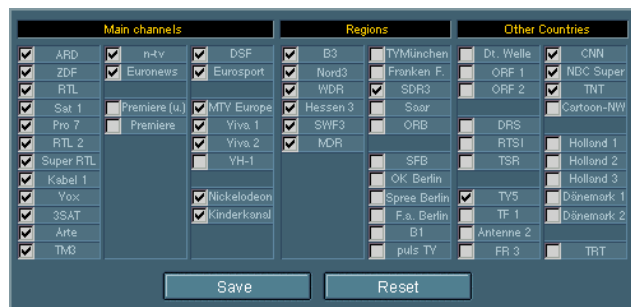 Main channels
Regions
Other Countries
ARD
n-tv
DSF
B3
TYMünchen
Dt. Welle
CNN
ZDF
Euronews
Eurosport
Nord3
Franken F.
ORF 1
NBC Super
RTL
WDR
SDR3
ORF 2
TNT
Sat 1
Premiere (u.)
MTY Europe
Hessen 3
Saar
Cartoon-NW
Pro 7
Premiere
Yiva 1
SWF3
ORB
DRS
RTL 2
Yiva 2
MDR
RTSI
Holland 1
Super RTL
YH-1
SFB
TSR
Holland 2
Kabel 1
OK Berlin
Holland 3
Yox
Nickelodeon
Spree Berlin
TY5
Dänemark 1
3SAT
Kinderkanal
F.a. Berlin
TF 1
Dänemark 2
Arte
B1
Antenne 2
TM3
puls TY
FR 3
TRT
Save
Reset